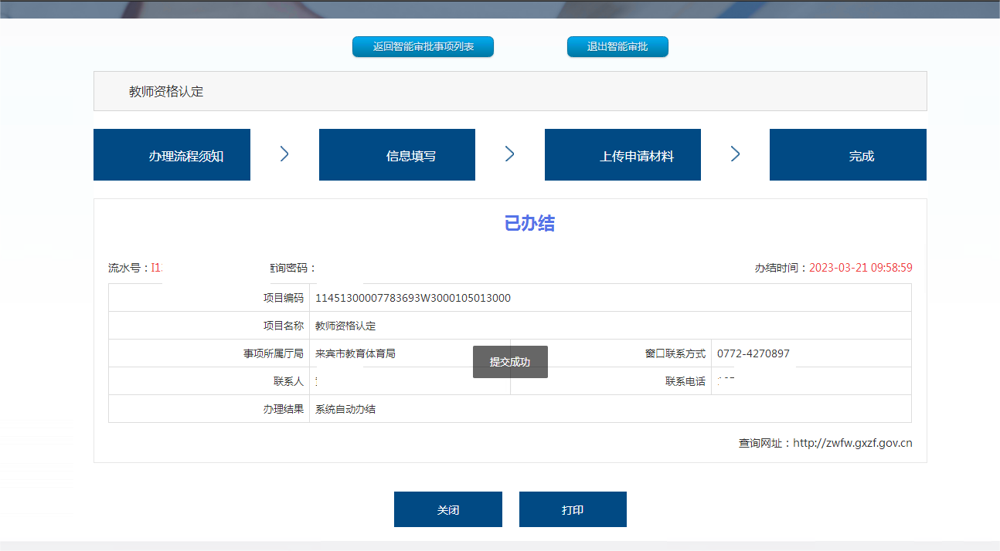 返回智能审批事项列表 退出智能审批
教师资格认定
办理流程须知 信息填写 上传申请材料 完成
已办结
流水号：I1 查询密码： 办结时间：2023-03-21 09:58:59
项目编码 11451300007783693W3000105013000
项目名称 教师资格认定
事项所属厅局 来宾市教育体育局 窗口联系方式 0772-4270897
提交成功
联系人 联系电话
办理结果 系统自动办结
查询网址：http://zwfw.gxzf.gov.cn
关闭 打印